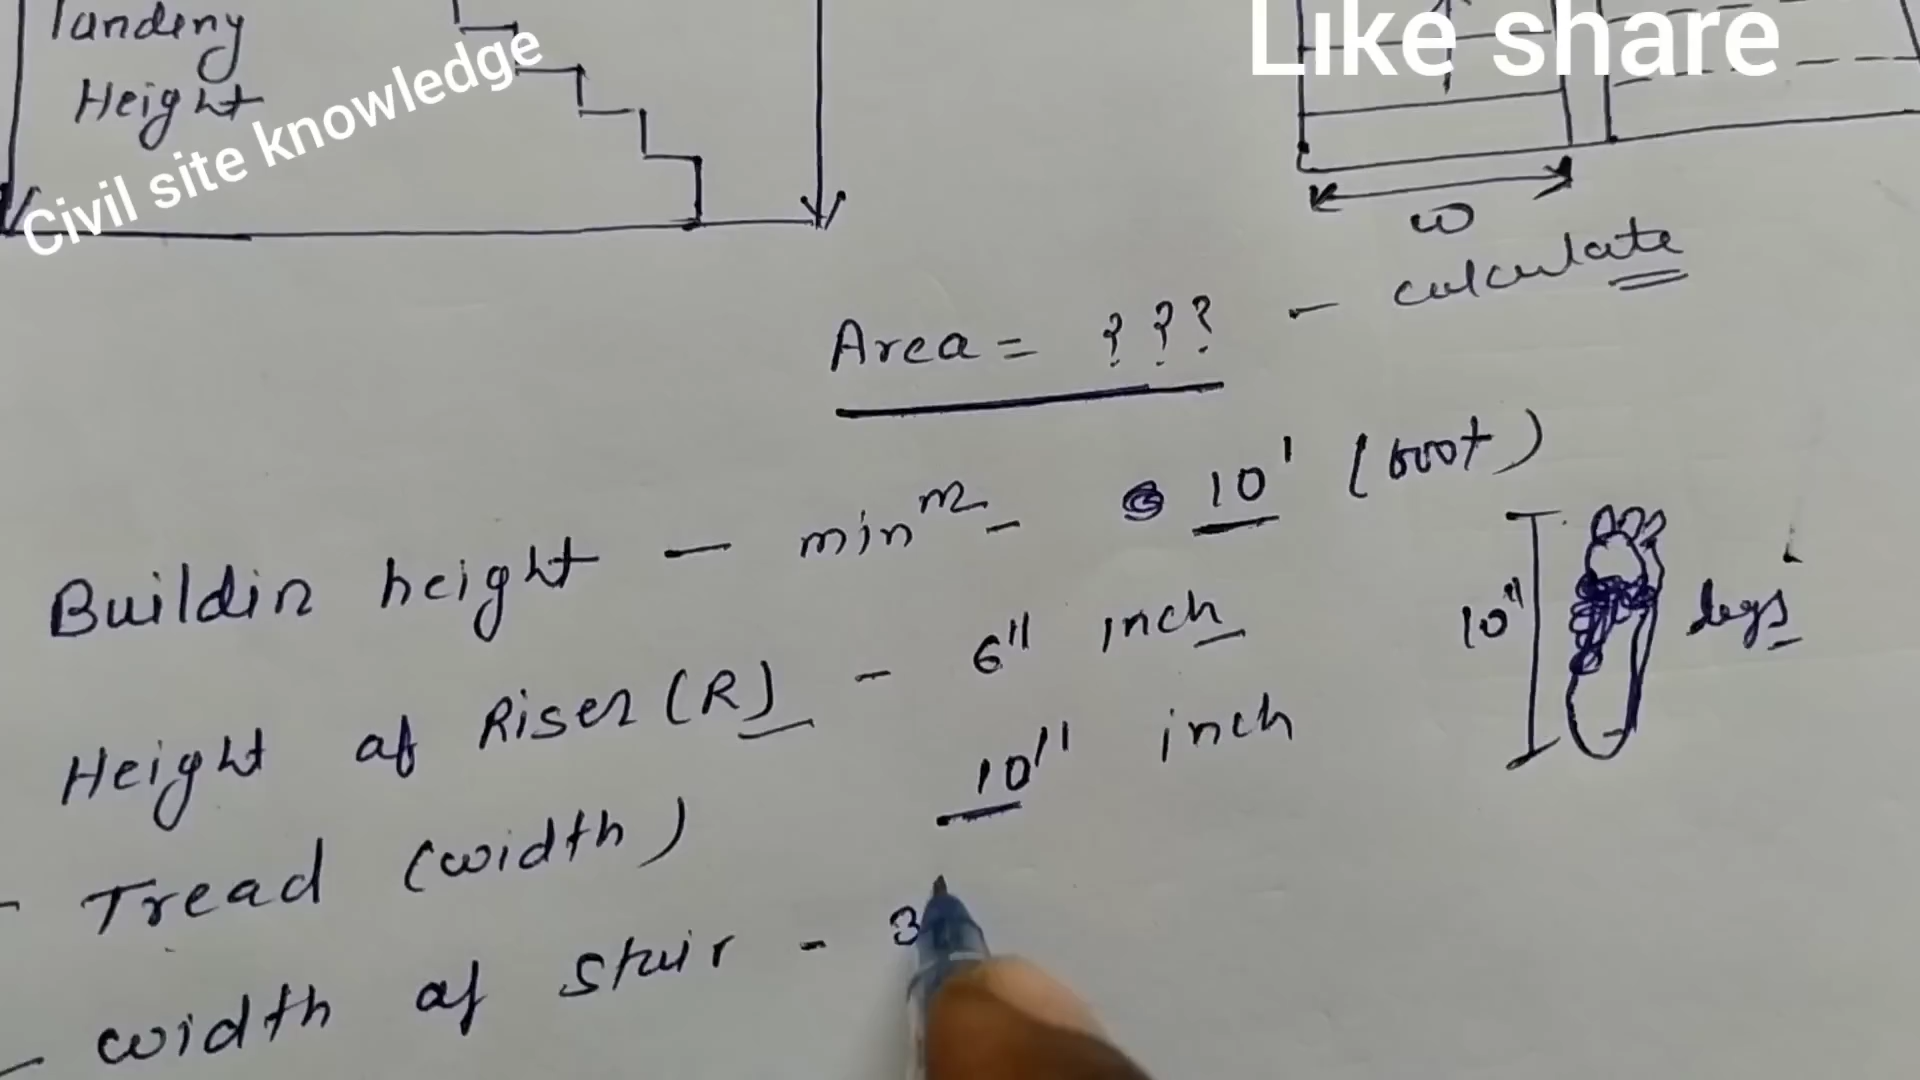 landing
Height
Civil site knowledge
Like share
w
Area = ??? - calculate
Buildin height - min m - 10' (foot)
Height of Riser (R) - 6" inch
10" legs
- Tread (width) 10" inch
- width of Stair - 3